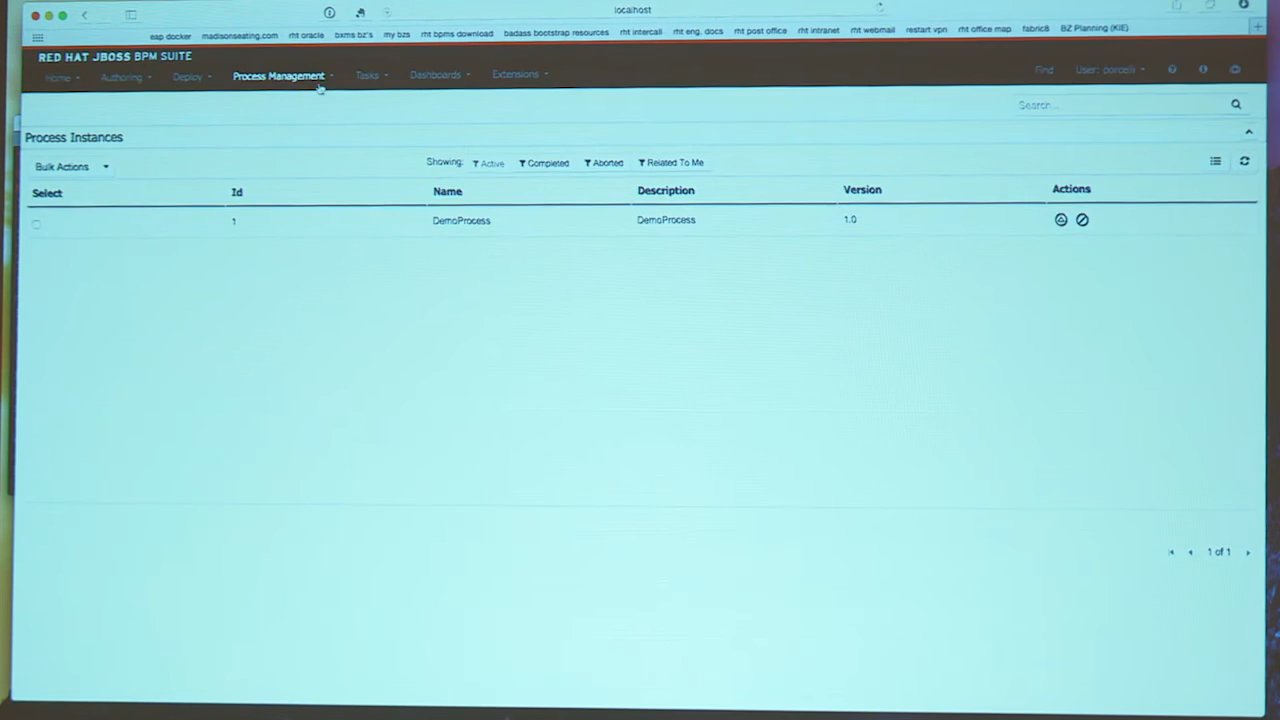 localhost
eap docker madisonseating.com rht oracle bxms bz's my bzs rht bpms download badass bootstrap resources rht intercall rht eng. docs rht post office rht intranet rht webmail restart vpn rht office map fabric8 BZ Planning (KIE)
RED HAT JBOSS BPM SUITE
Home Authoring Deploy Process Management Tasks Dashboards Extensions Find User: porcelli
Search...
Process Instances
Bulk Actions Showing: Active Completed Aborted Related To Me
Select Id Name Description Version Actions
1 DemoProcess DemoProcess 1.0
1 of 1